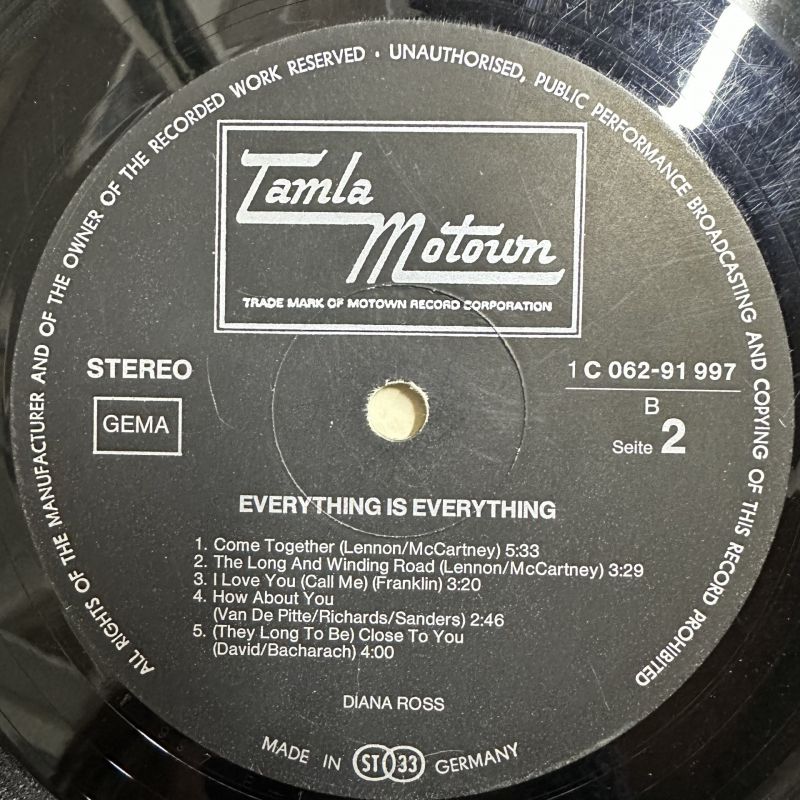 ALL RIGHTS OF THE MANUFACTURER AND OF THE OWNER OF THE RECORDED WORK RESERVED · UNAUTHORISED, PUBLIC PERFORMANCE BROADCASTING AND COPYING OF THIS RECORD PROHIBITED
Tamla
Motown
TRADE MARK OF MOTOWN RECORD CORPORATION
STEREO
GEMA
1 C 062-91 997
B
Seite 2
EVERYTHING IS EVERYTHING
1. Come Together (Lennon/McCartney) 5:33
2. The Long And Winding Road (Lennon/McCartney) 3:29
3. I Love You (Call Me) (Franklin) 3:20
4. How About You
(Van De Pitte/Richards/Sanders) 2:46
5. (They Long To Be) Close To You
(David/Bacharach) 4:00
DIANA ROSS
MADE IN ST 33 GERMANY